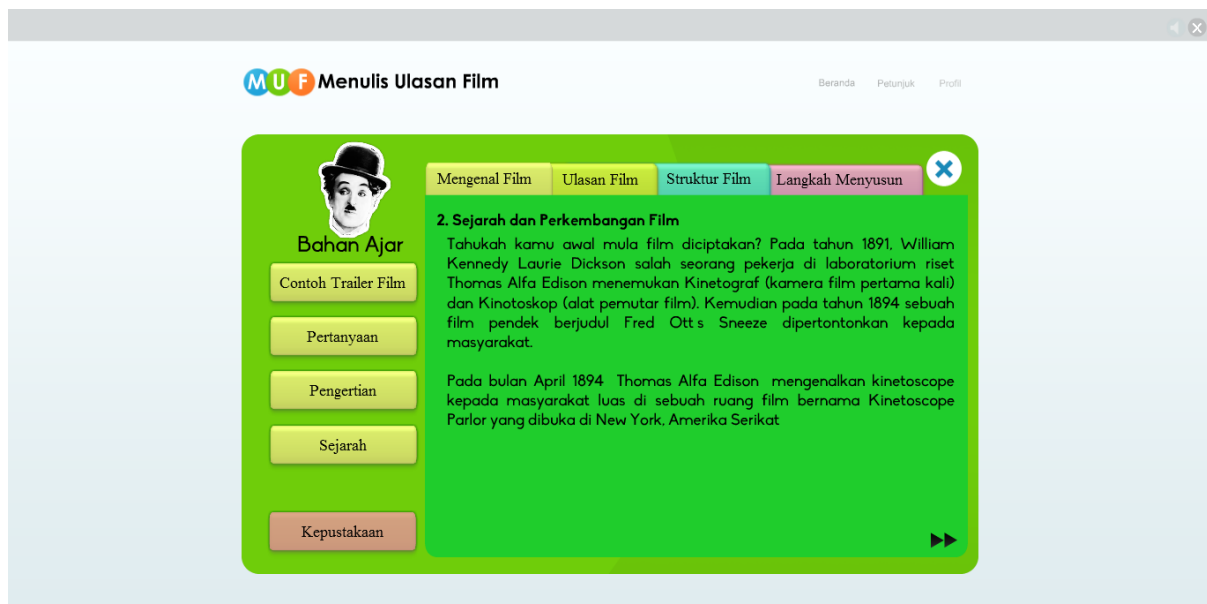 MUF Menulis Ulasan Film
Beranda Petunjuk Profil
Bahan Ajar
Contoh Trailer Film
Pertanyaan
Pengertian
Sejarah
Kepustakaan
Mengenal Film Ulasan Film Struktur Film Langkah Menyusun
2. Sejarah dan Perkembangan Film
Tahukah kamu awal mula film diciptakan? Pada tahun 1891, William
Kennedy Laurie Dickson salah seorang pekerja di laboratorium riset
Thomas Alfa Edison menemukan Kinetograf (kamera film pertama kali)
dan Kinotoskop (alat pemutar film). Kemudian pada tahun 1894 sebuah
film pendek berjudul Fred Ott s Sneeze dipertontonkan kepada
masyarakat.
Pada bulan April 1894 Thomas Alfa Edison mengenalkan kinetoscope
kepada masyarakat luas di sebuah ruang film bernama Kinetoscope
Parlor yang dibuka di New York, Amerika Serikat